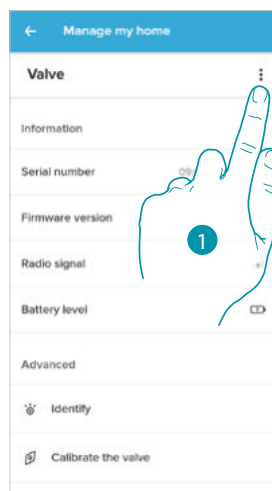 Manage my home
Valve
Information
Serial number 09
Firmware version
Radio signal
Battery level
1
Advanced
Identify
Calibrate the valve